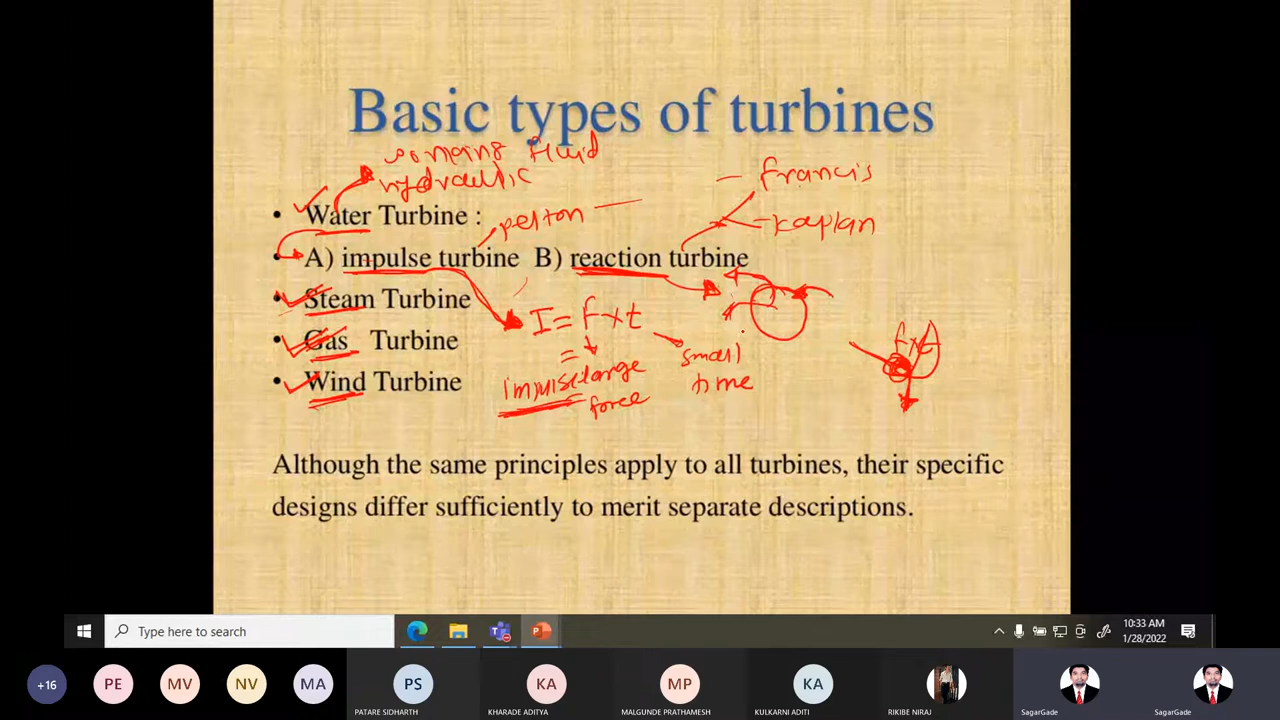 Basic types of turbines
working fluid
hydraulic
francis
• Water Turbine :
pelton
kaplan
• A) impulse turbine B) reaction turbine
• Steam Turbine
I = f x t
• Gas Turbine
f x t
= large
force
small
time
• Wind Turbine
impulse
Although the same principles apply to all turbines, their specific
designs differ sufficiently to merit separate descriptions.
Type here to search
10:33 AM
1/28/2022
+16
PE
MV
NV
MA
PS
KA
MP
KA
PATARE SIDHARTH
KHARADE ADITYA
MALGUNDE PRATHAMESH
KULKARNI ADITI
RIKIBE NIRAJ
SagarGade
SagarGade